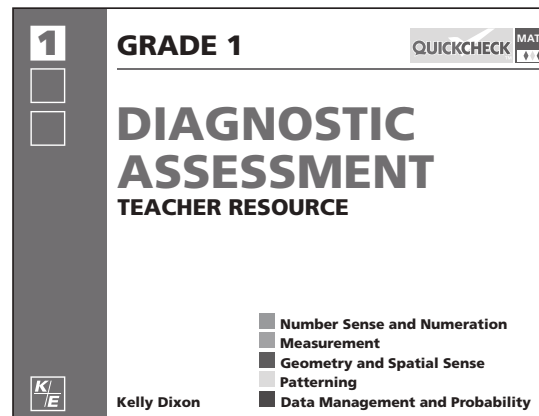 1
GRADE 1
QUICKCHECK
DIAGNOSTIC
ASSESSMENT
TEACHER RESOURCE
Number Sense and Numeration
Measurement
Geometry and Spatial Sense
Patterning
Data Management and Probability
Kelly Dixon
K/E